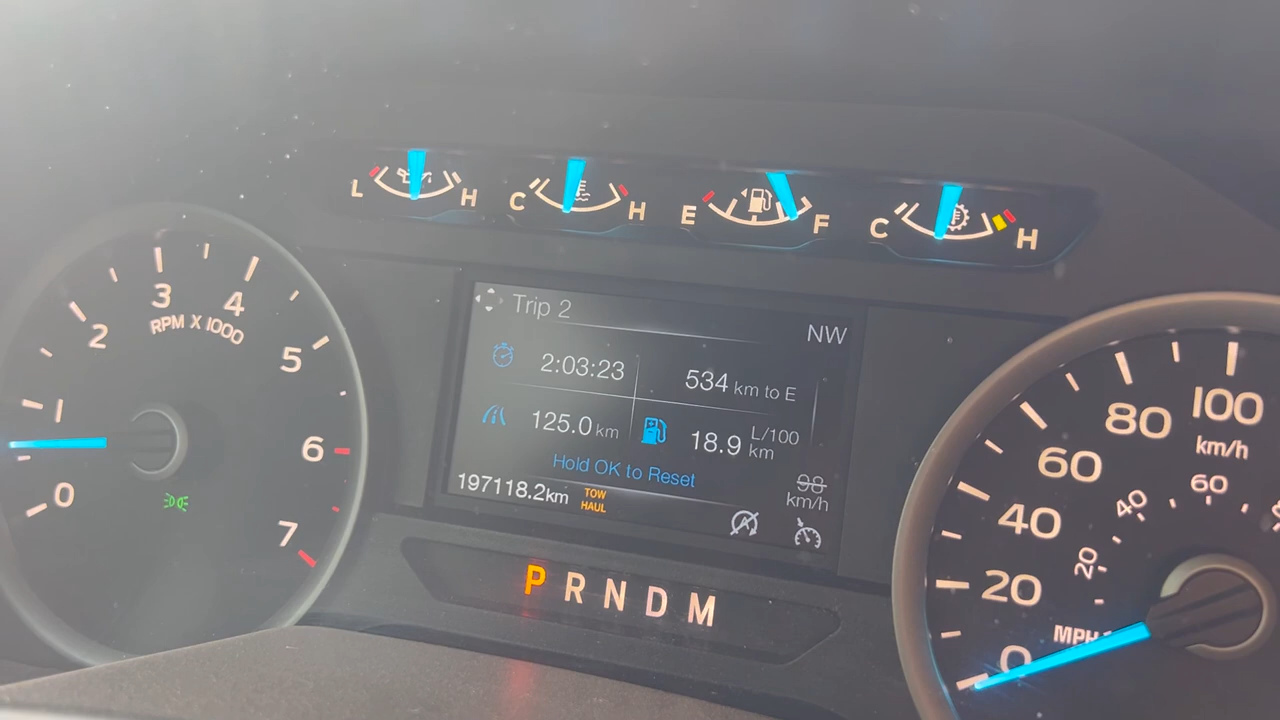 L H C H E F C H
Trip 2
NW
2:03:23
534 km to E
125.0 km
18.9 L/100 km
Hold OK to Reset
197118.2km
TOW
HAUL
98
km/h
P R N D M
0 1 2 3 4 5 6 7
RPM X 1000
0 20 40 60 80 100
km/h
20 40 60
MPH